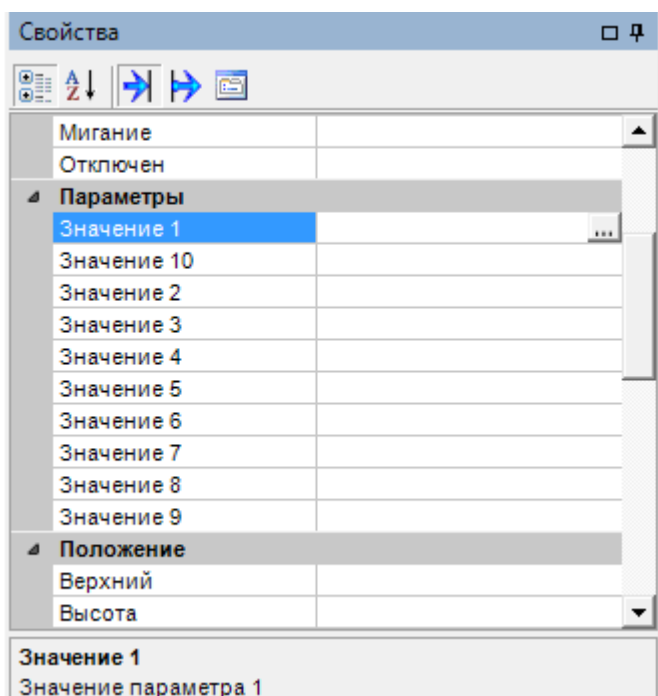 Свойства
Мигание
Отключен
Параметры
Значение 1
...
Значение 10
Значение 2
Значение 3
Значение 4
Значение 5
Значение 6
Значение 7
Значение 8
Значение 9
Положение
Верхний
Высота
Значение 1
Значение параметра 1